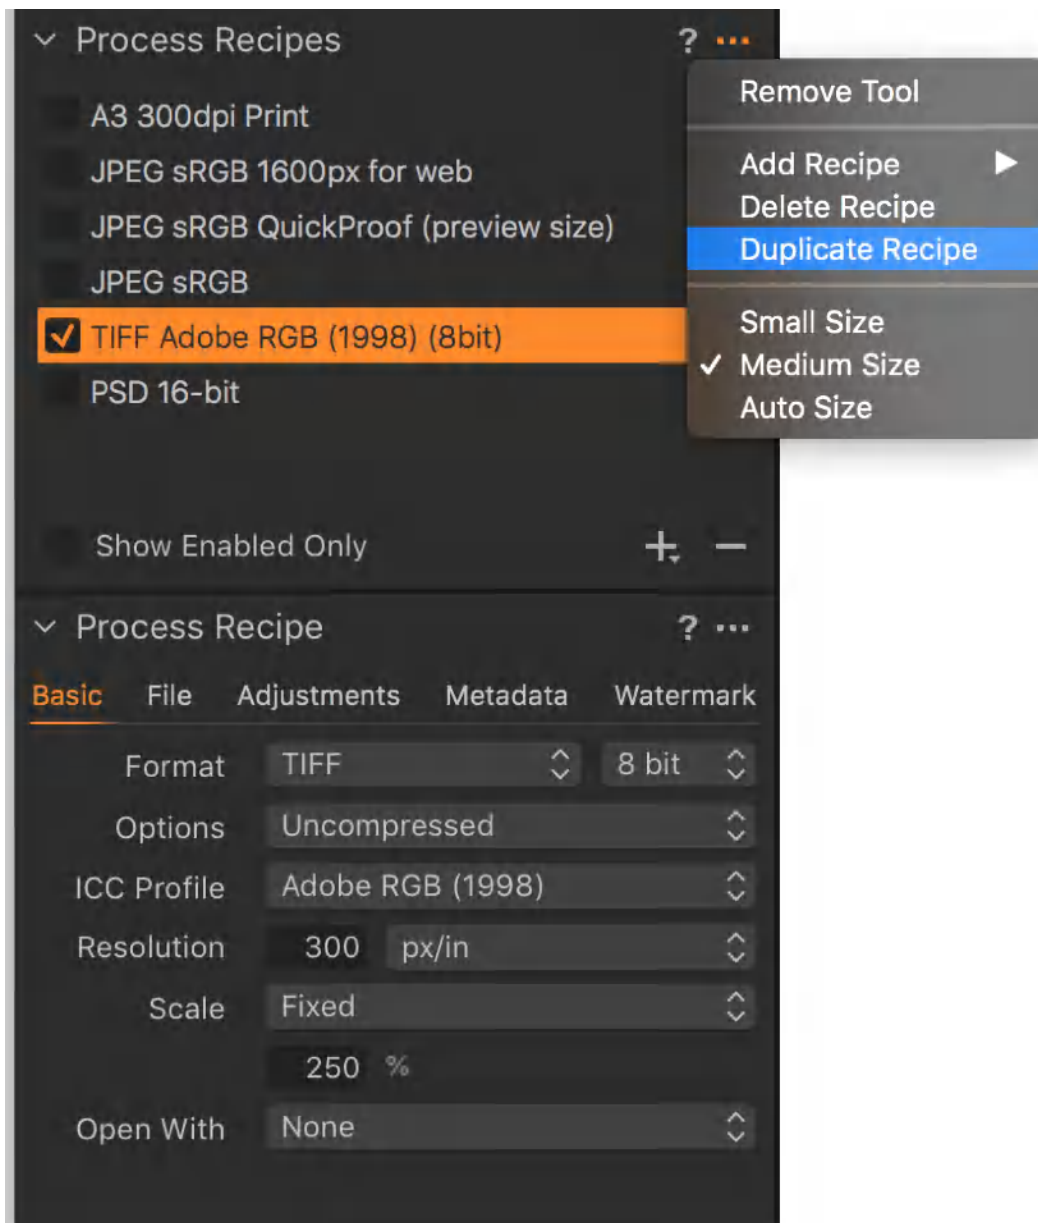 Process Recipes ? ...
A3 300dpi Print
JPEG sRGB 1600px for web
JPEG sRGB QuickProof (preview size)
JPEG sRGB
TIFF Adobe RGB (1998) (8bit)
PSD 16-bit
Show Enabled Only + −
Remove Tool
Add Recipe
Delete Recipe
Duplicate Recipe
Small Size
Medium Size
Auto Size
Process Recipe ? ...
Basic File Adjustments Metadata Watermark
Format TIFF 8 bit
Options Uncompressed
ICC Profile Adobe RGB (1998)
Resolution 300 px/in
Scale Fixed
250 %
Open With None